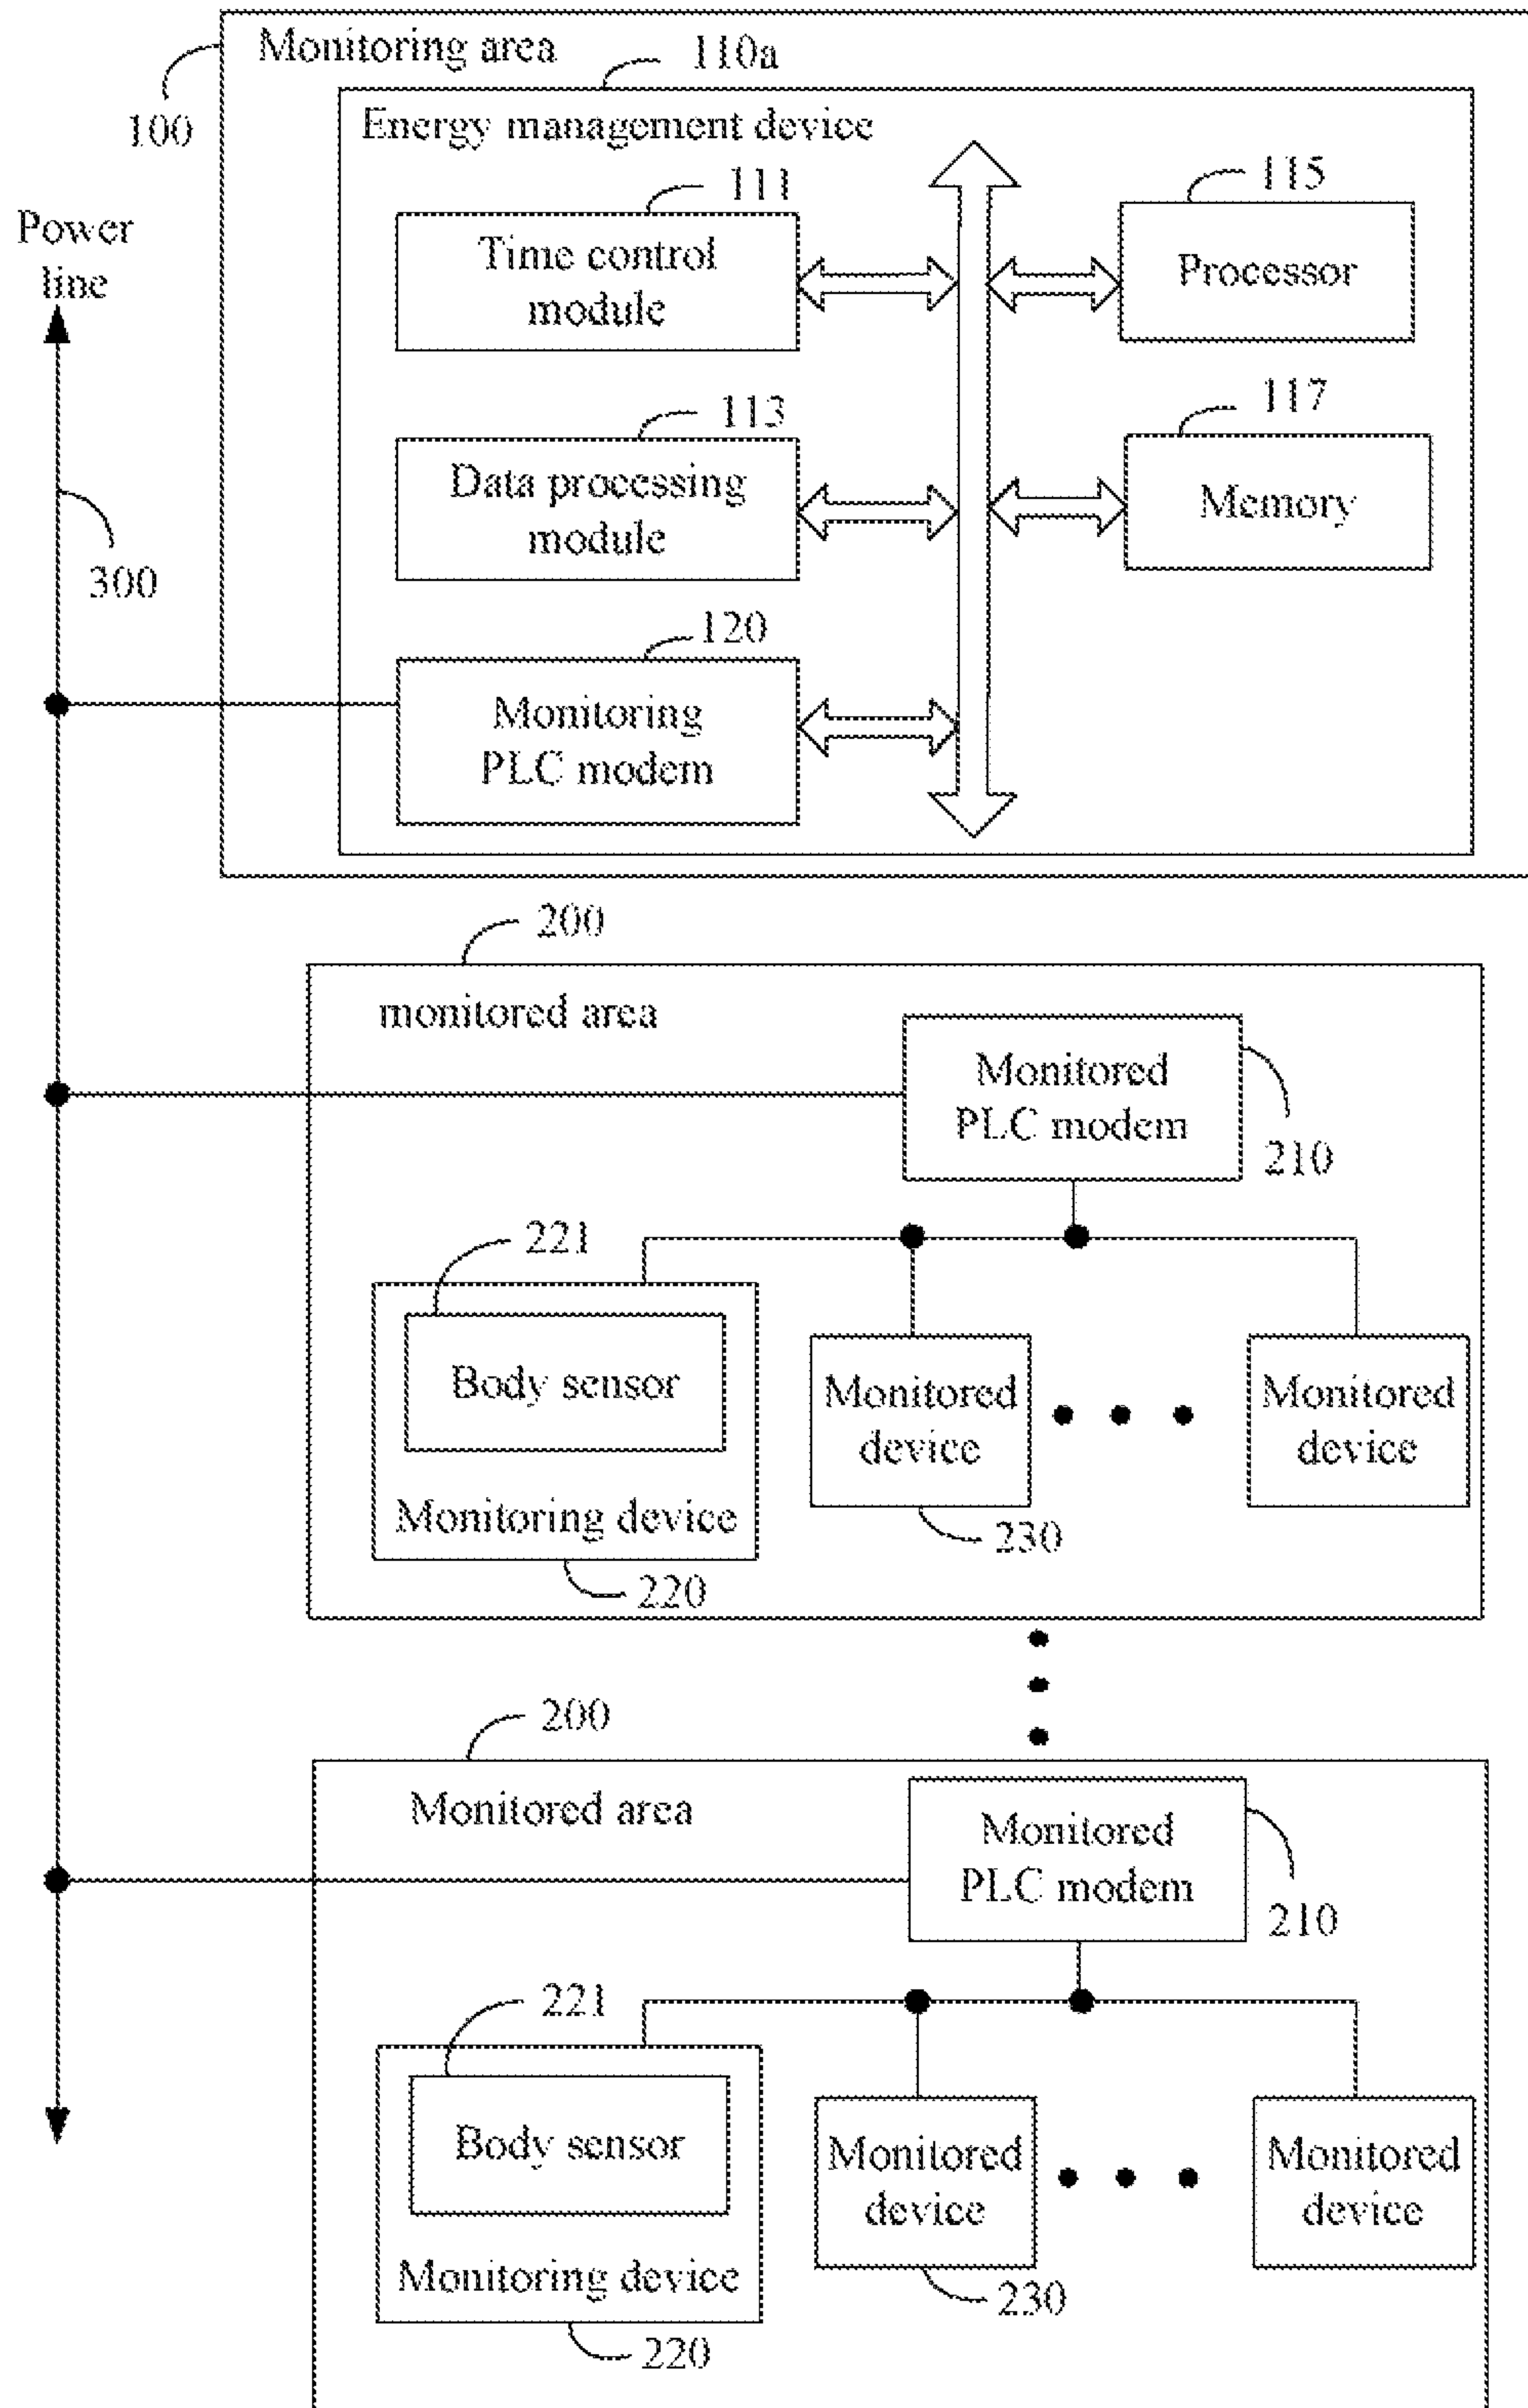 Monitoring area
110a
100
Energy management device
111
115
Power
line
Time control
module
Processor
113
117
Data processing
module
Memory
300
120
Monitoring
PLC modem
200
monitored area
Monitored
PLC modem
210
221
Body sensor
Monitored
device
Monitored
device
Monitoring device
230
220
200
Monitored area
Monitored
PLC modem
210
221
Body sensor
Monitored
device
Monitored
device
Monitoring device
230
220